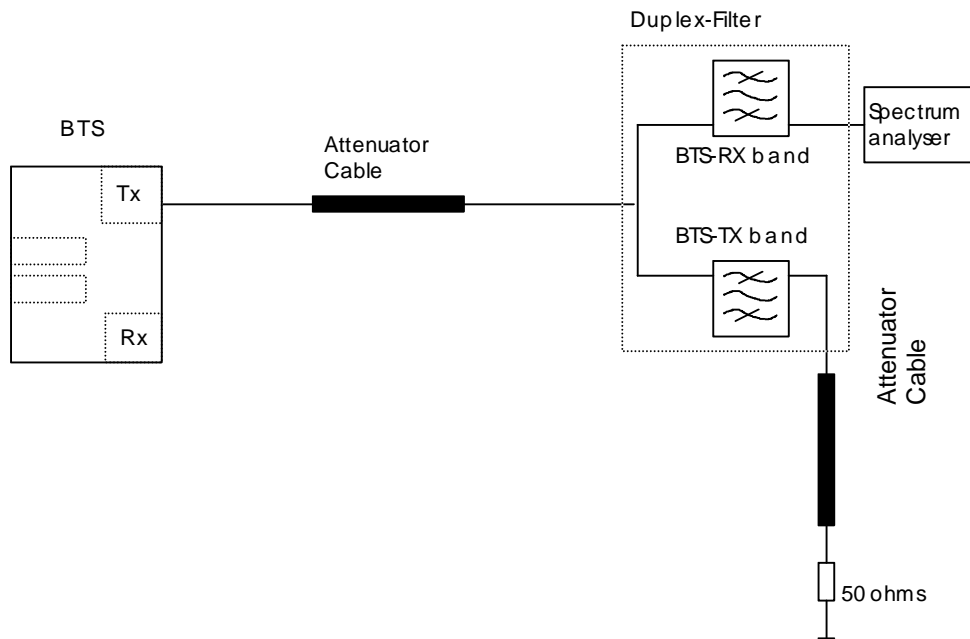 Duplex-Filter
BTS
Attenuator
Cable
Spectrum
analyser
BTS-RX band
Tx
BTS-TX band
Rx
Attenuator
Cable
50 ohms